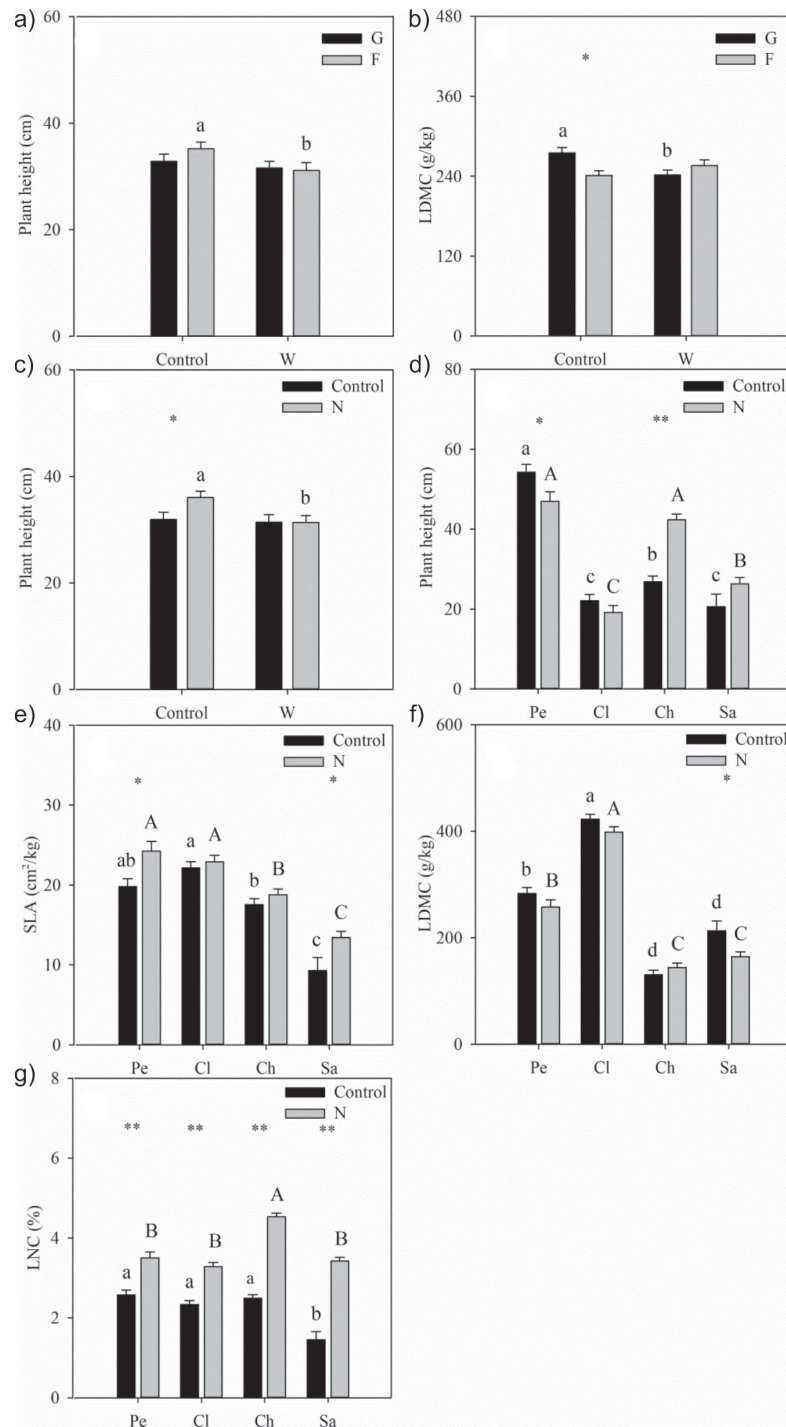 a)
60
40
20
0
Plant height (cm)
G
F
a
b
Control
W
b)
480
360
240
120
0
LDMC (g/kg)
G
F
*
a
b
Control
W
c)
60
40
20
0
Plant height (cm)
Control
N
*
a
b
Control
W
d)
80
60
40
20
0
Plant height (cm)
Control
N
*
**
a
A
c
C
b
A
c
B
Pe
Cl
Ch
Sa
e)
40
30
20
10
0
SLA (cm²/kg)
Control
N
*
*
ab
A
a
A
b
B
c
C
Pe
Cl
Ch
Sa
f)
600
400
200
0
LDMC (g/kg)
Control
N
*
b
B
a
A
d
C
d
C
Pe
Cl
Ch
Sa
g)
8
6
4
2
0
LNC (%)
Control
N
**
**
**
**
a
B
a
B
a
A
b
B
Pe
Cl
Ch
Sa